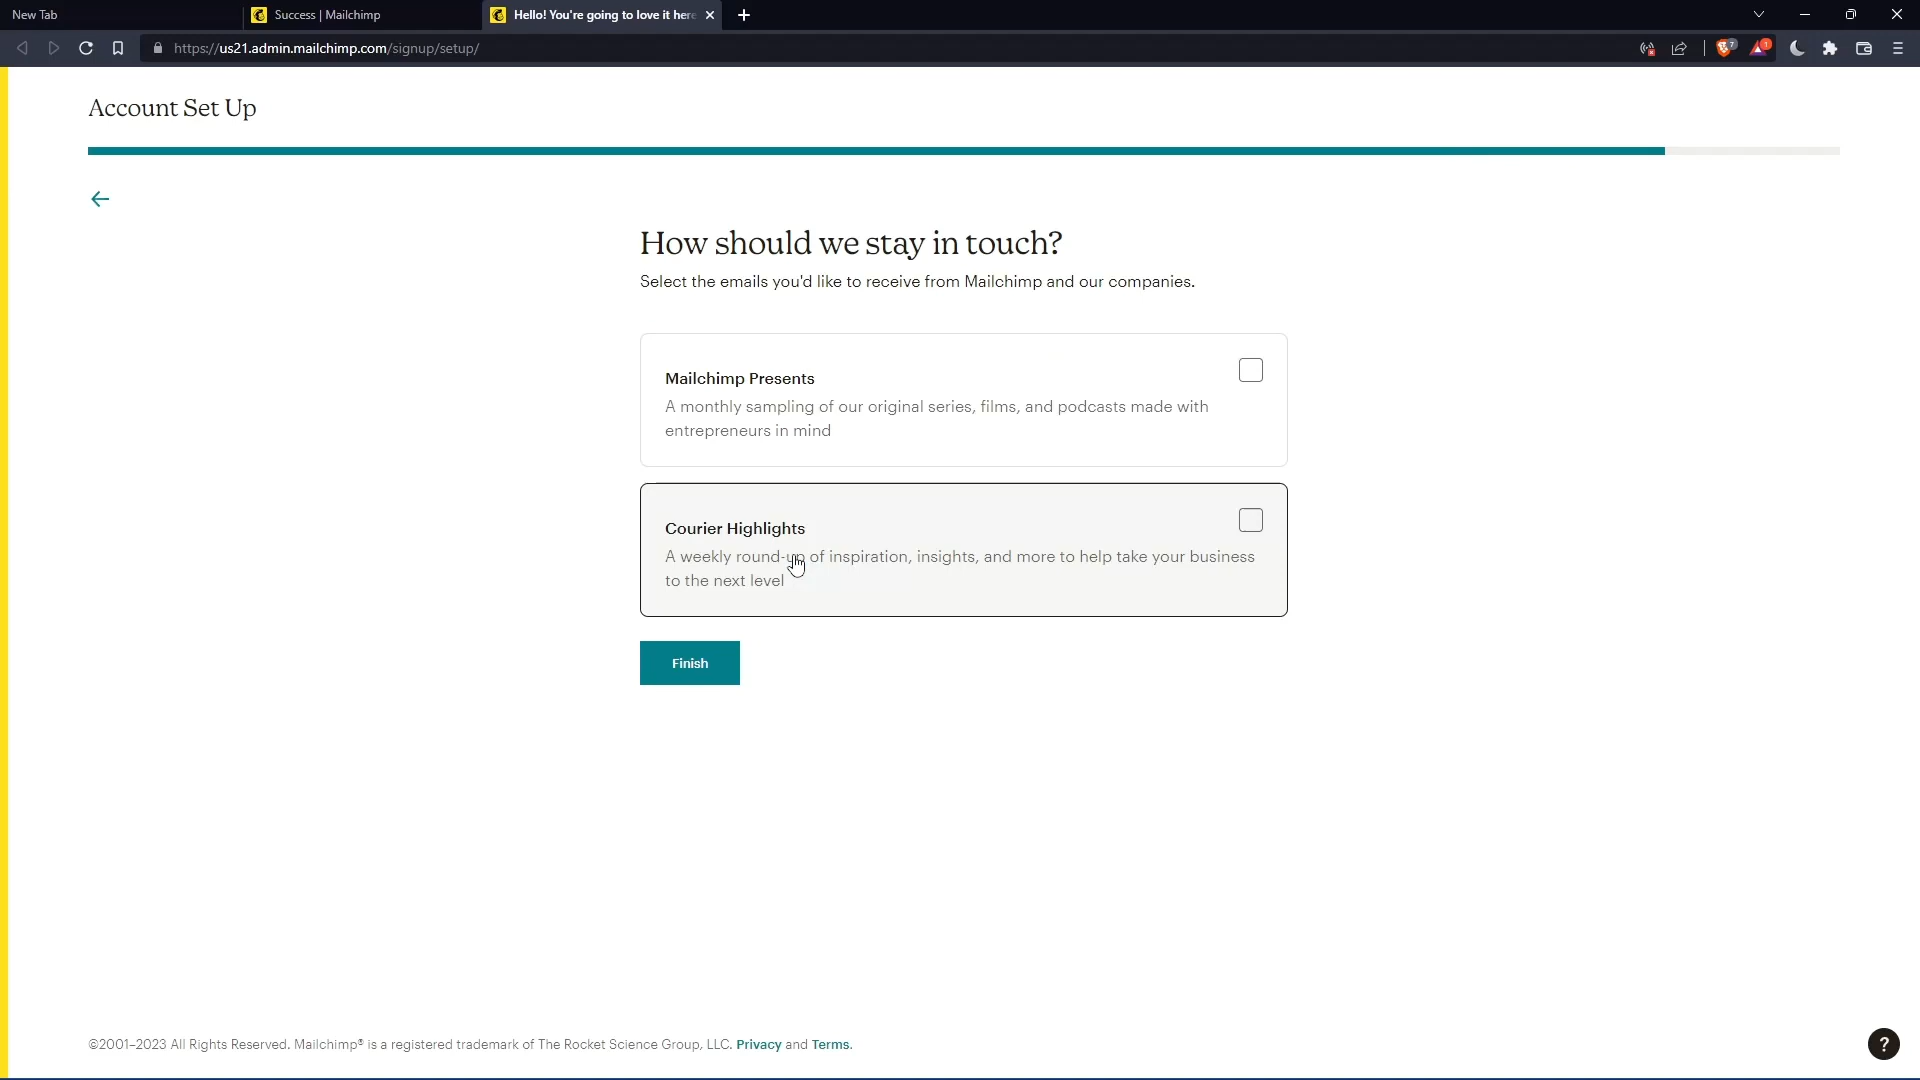 New Tab
Success | Mailchimp
Hello! You're going to love it here
https://us21.admin.mailchimp.com/signup/setup/
7
1
Account Set Up
How should we stay in touch?
Select the emails you'd like to receive from Mailchimp and our companies.
Mailchimp Presents
A monthly sampling of our original series, films, and podcasts made with
entrepreneurs in mind
Courier Highlights
A weekly round-up of inspiration, insights, and more to help take your business
to the next level
Finish
©2001–2023 All Rights Reserved. Mailchimp® is a registered trademark of The Rocket Science Group, LLC. Privacy and Terms.
?